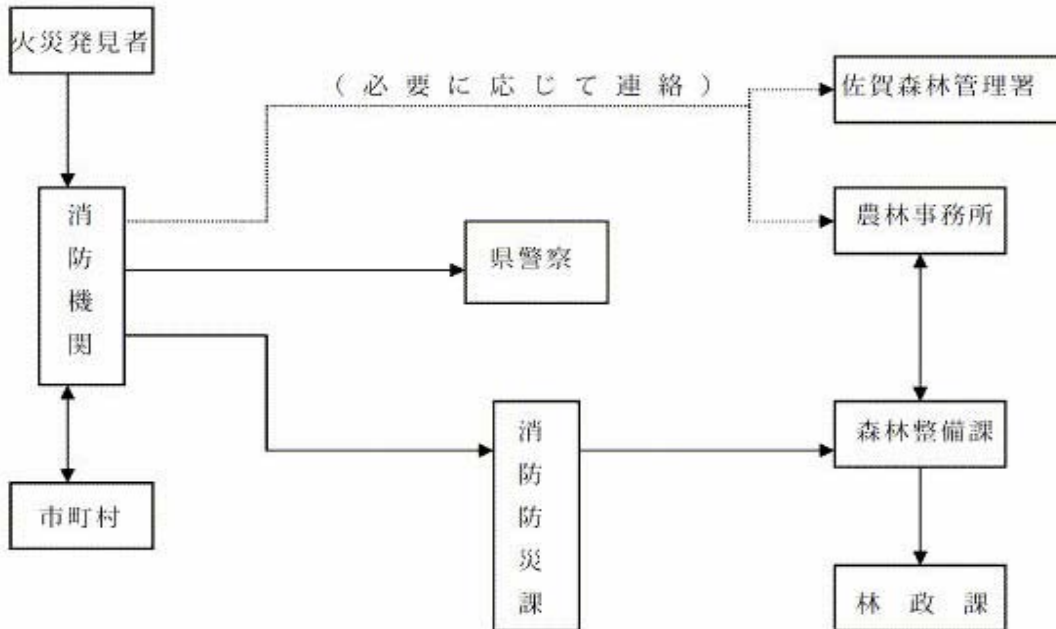 火災発見者
（必要に応じて連絡）
佐賀森林管理署
消防機関
農林事務所
県警察
消防防災課
森林整備課
市町村
林政課